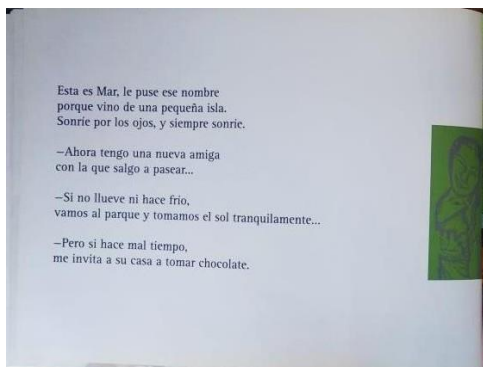 Esta es Mar, le puse ese nombre
porque vino de una pequeña isla.
Sonríe por los ojos, y siempre sonríe.
—Ahora tengo una nueva amiga
con la que salgo a pasear...
—Si no llueve ni hace frío,
vamos al parque y tomamos el sol tranquilamente...
—Pero si hace mal tiempo,
me invita a su casa a tomar chocolate.